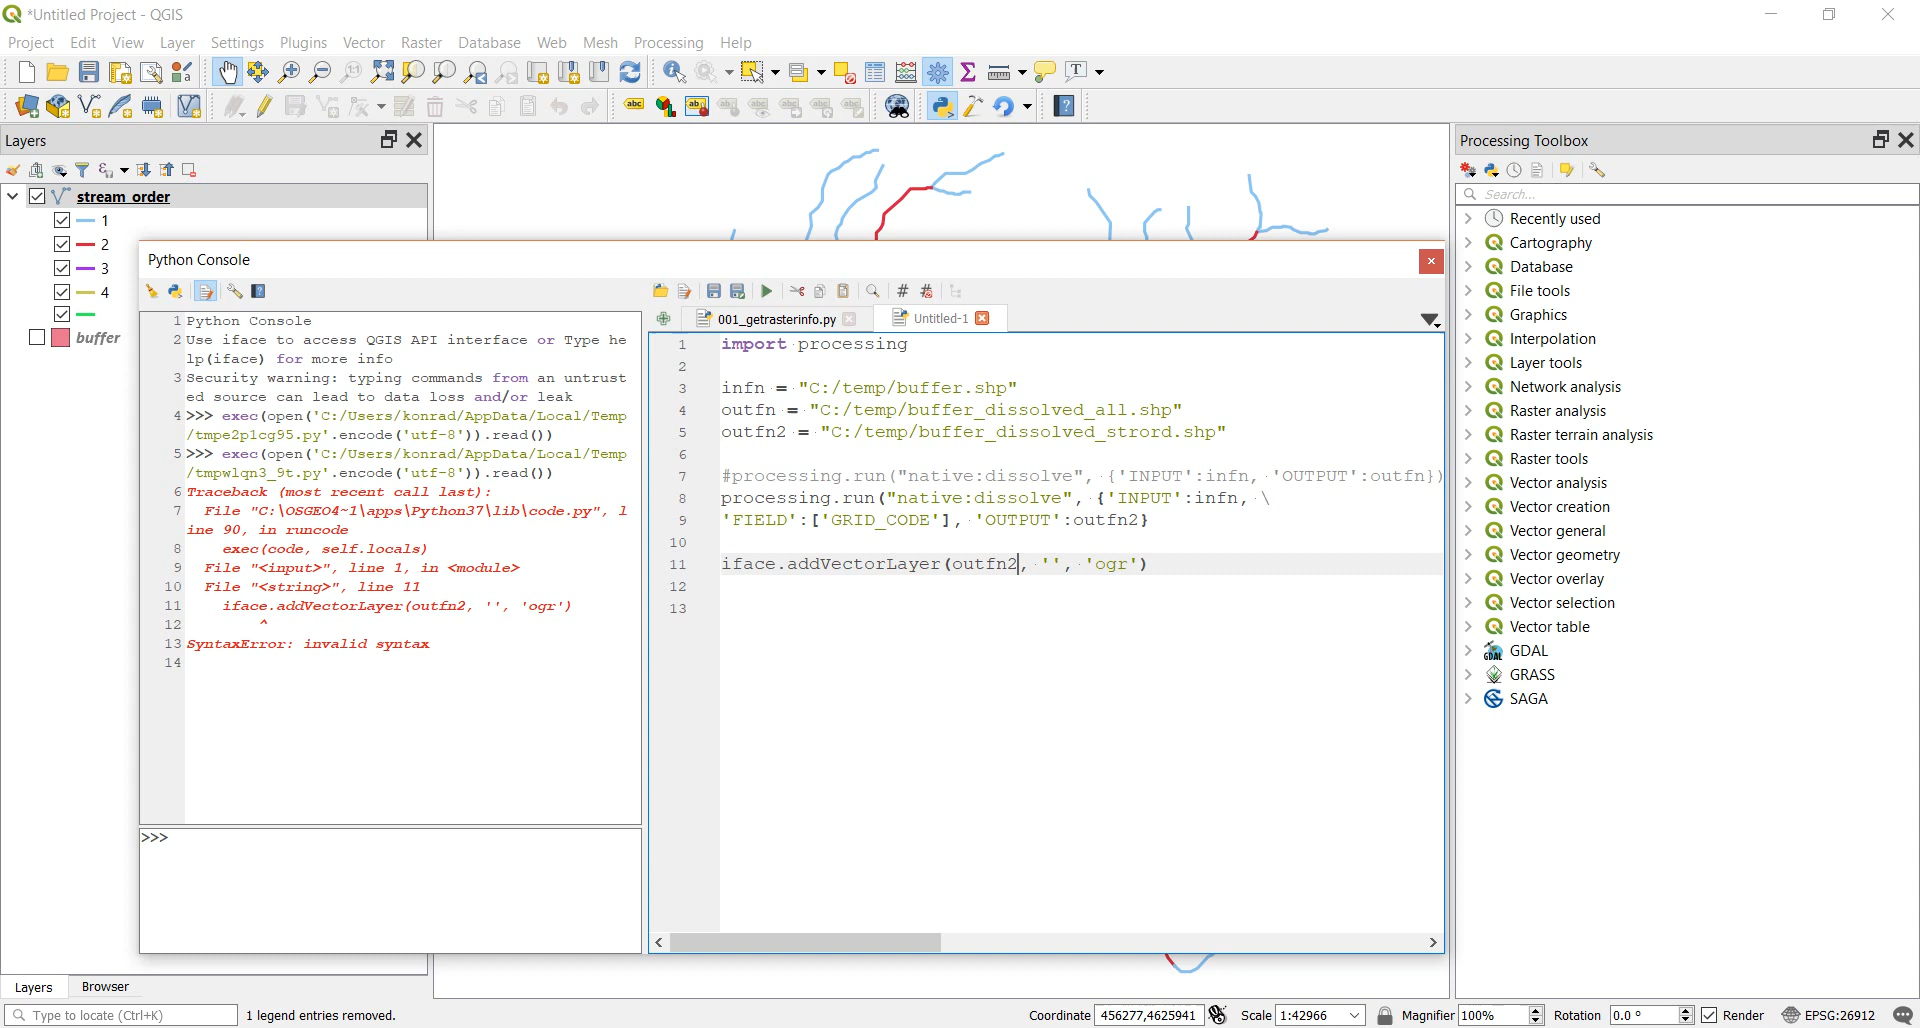 *Untitled Project - QGIS
Project Edit View Layer Settings Plugins Vector Raster Database Web Mesh Processing Help
Layers
stream_order
1
2
3
4
buffer
Python Console
1 Python Console
2 Use iface to access QGIS API interface or Type he
lp(iface) for more info
3 Security warning: typing commands from an untrust
ed source can lead to data loss and/or leak
4 >>> exec(open('C:/Users/konrad/AppData/Local/Temp
/tmpe2p1cg95.py'.encode('utf-8')).read())
5 >>> exec(open('C:/Users/konrad/AppData/Local/Temp
/tmpwlqn3_9t.py'.encode('utf-8')).read())
6 Traceback (most recent call last):
7 File "C:\OSGEO4~1\apps\Python37\lib\code.py", l
ine 90, in runcode
8 exec(code, self.locals)
9 File "<input>", line 1, in <module>
10 File "<string>", line 11
11 iface.addVectorLayer(outfn2, '', 'ogr')
12 ^
13 SyntaxError: invalid syntax
14
>>>
001_getrasterinfo.py Untitled-1
1 import processing
2
3 infn = "C:/temp/buffer.shp"
4 outfn = "C:/temp/buffer_dissolved_all.shp"
5 outfn2 = "C:/temp/buffer_dissolved_strord.shp"
6
7 #processing.run("native:dissolve", {'INPUT':infn, 'OUTPUT':outfn})
8 processing.run("native:dissolve", {'INPUT':infn, \
9 'FIELD':['GRID_CODE'], 'OUTPUT':outfn2}
10
11 iface.addVectorLayer(outfn2, '', 'ogr')
12
13
Processing Toolbox
Search...
Recently used
Cartography
Database
File tools
Graphics
Interpolation
Layer tools
Network analysis
Raster analysis
Raster terrain analysis
Raster tools
Vector analysis
Vector creation
Vector general
Vector geometry
Vector overlay
Vector selection
Vector table
GDAL
GRASS
SAGA
Layers Browser
Type to locate (Ctrl+K) 1 legend entries removed. Coordinate 456277,4625941 Scale 1:42966 Magnifier 100% Rotation 0.0 ° Render EPSG:26912